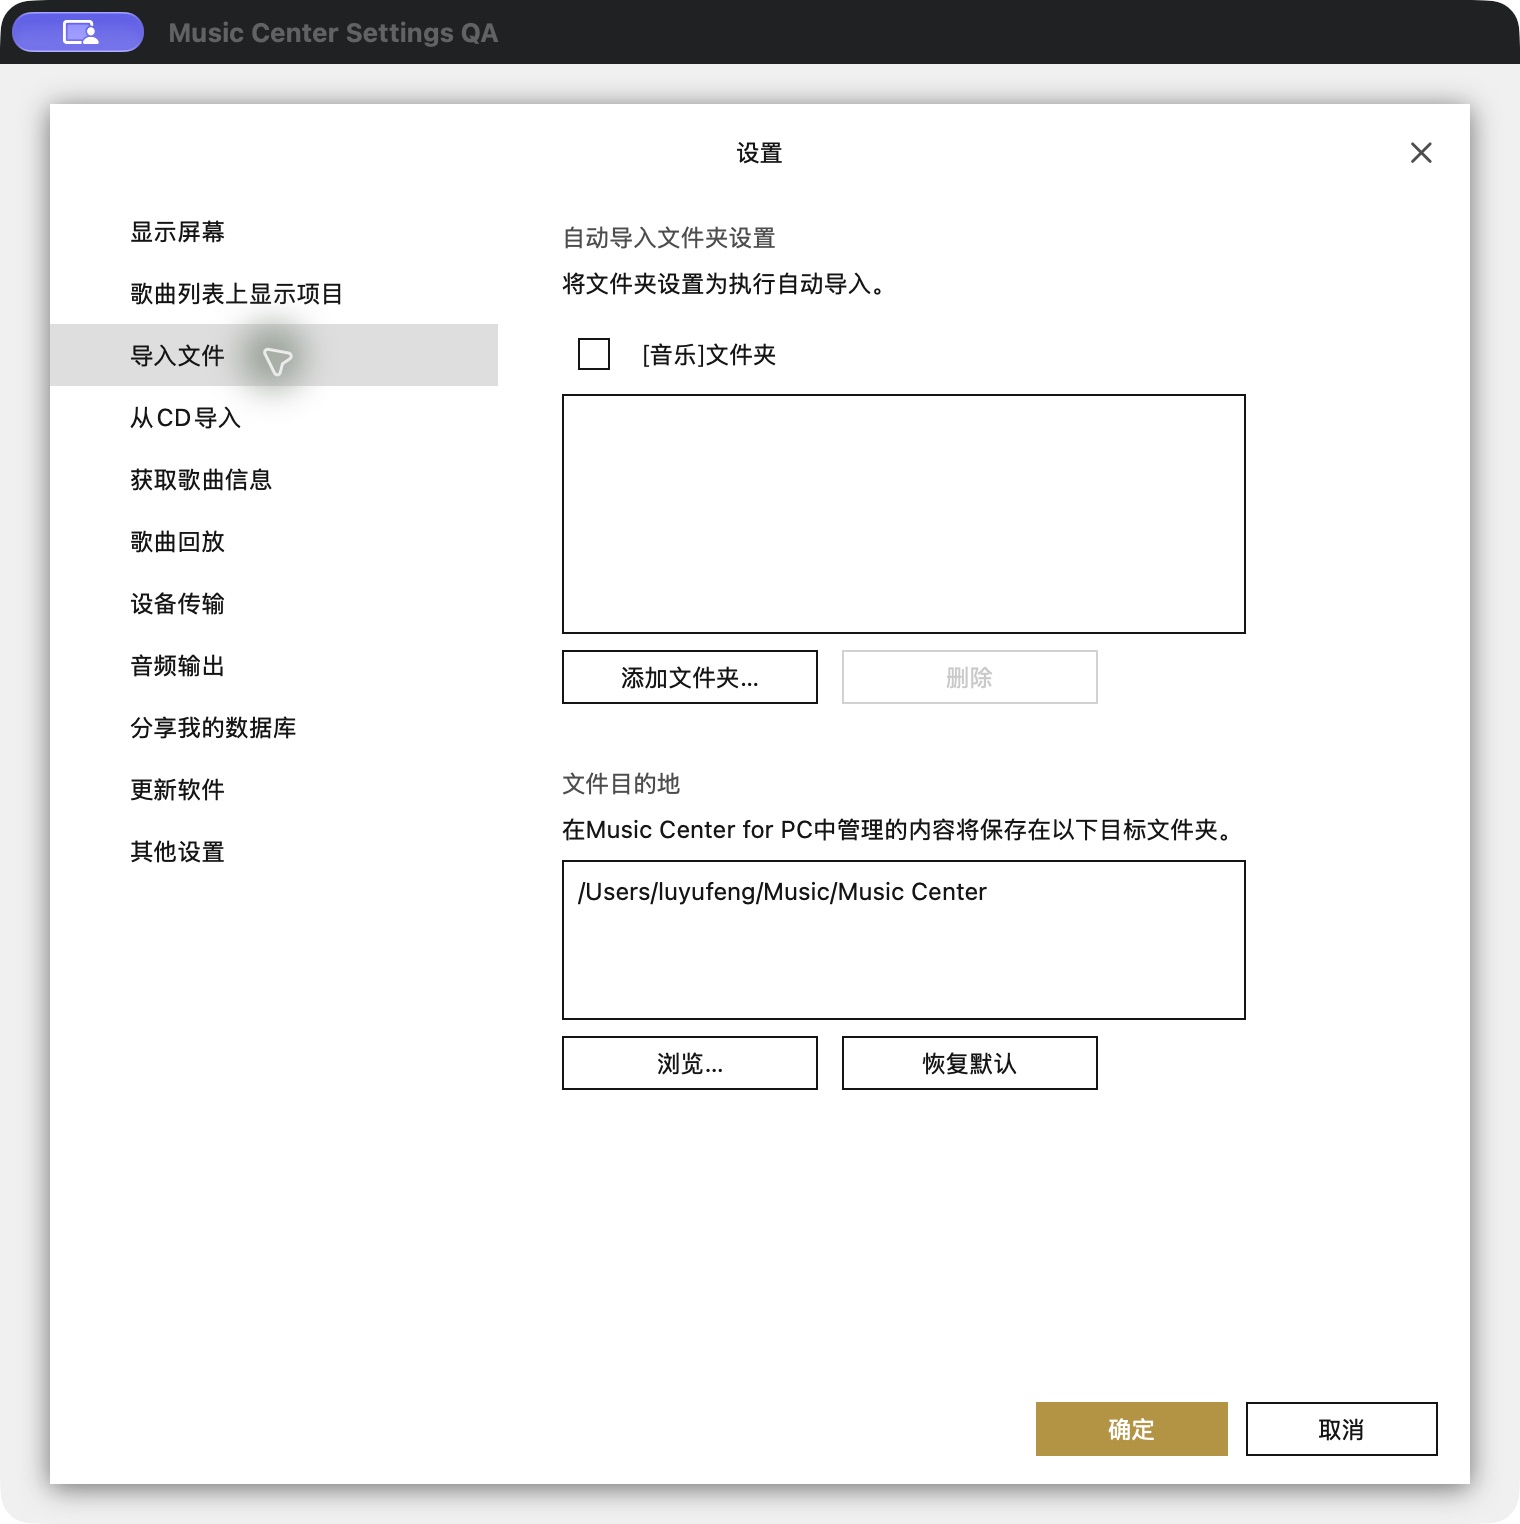 Music Center Settings QA
设置
显示屏幕
歌曲列表上显示项目
导入文件
从CD导入
获取歌曲信息
歌曲回放
设备传输
音频输出
分享我的数据库
更新软件
其他设置
自动导入文件夹设置
将文件夹设置为执行自动导入。
[音乐]文件夹
添加文件夹...
删除
文件目的地
在Music Center for PC中管理的内容将保存在以下目标文件夹。
/Users/luyufeng/Music/Music Center
浏览...
恢复默认
确定
取消